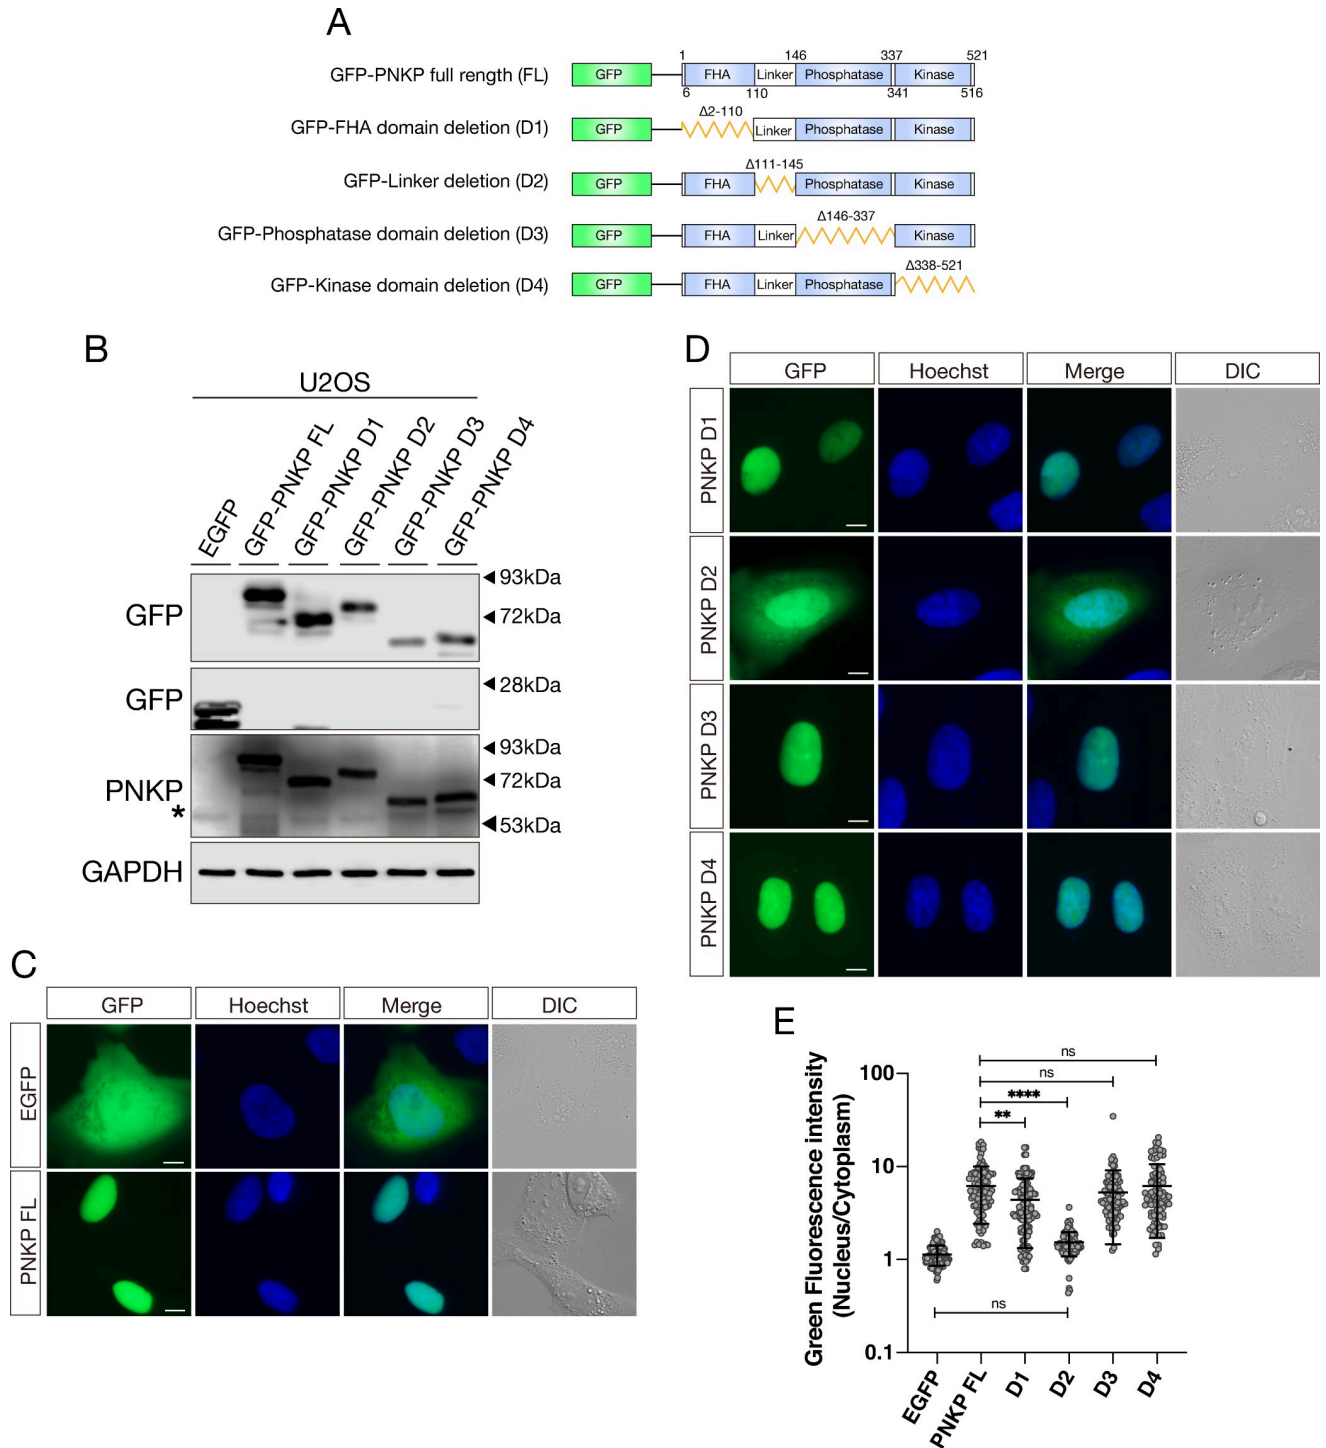 A
1 146 337 521
GFP-PNKP full rength (FL) GFP FHA Linker Phosphatase Kinase
6 110 341 516
Δ2-110
GFP-FHA domain deletion (D1) GFP Linker Phosphatase Kinase
Δ111-145
GFP-Linker deletion (D2) GFP FHA Phosphatase Kinase
Δ146-337
GFP-Phosphatase domain deletion (D3) GFP FHA Linker Kinase
Δ338-521
GFP-Kinase domain deletion (D4) GFP FHA Linker Phosphatase
B
U2OS
EGFP
GFP-PNKP FL
GFP-PNKP D1
GFP-PNKP D2
GFP-PNKP D3
GFP-PNKP D4
GFP
93kDa
72kDa
GFP
28kDa
PNKP
*
93kDa
72kDa
53kDa
GAPDH
C
GFP Hoechst Merge DIC
EGFP
PNKP FL
D
GFP Hoechst Merge DIC
PNKP D1
PNKP D2
PNKP D3
PNKP D4
E
Green Fluorescence intensity
(Nucleus/Cytoplasm)
100
10
1
0.1
ns
ns
****
**
ns
EGFP
PNKP FL
D1
D2
D3
D4